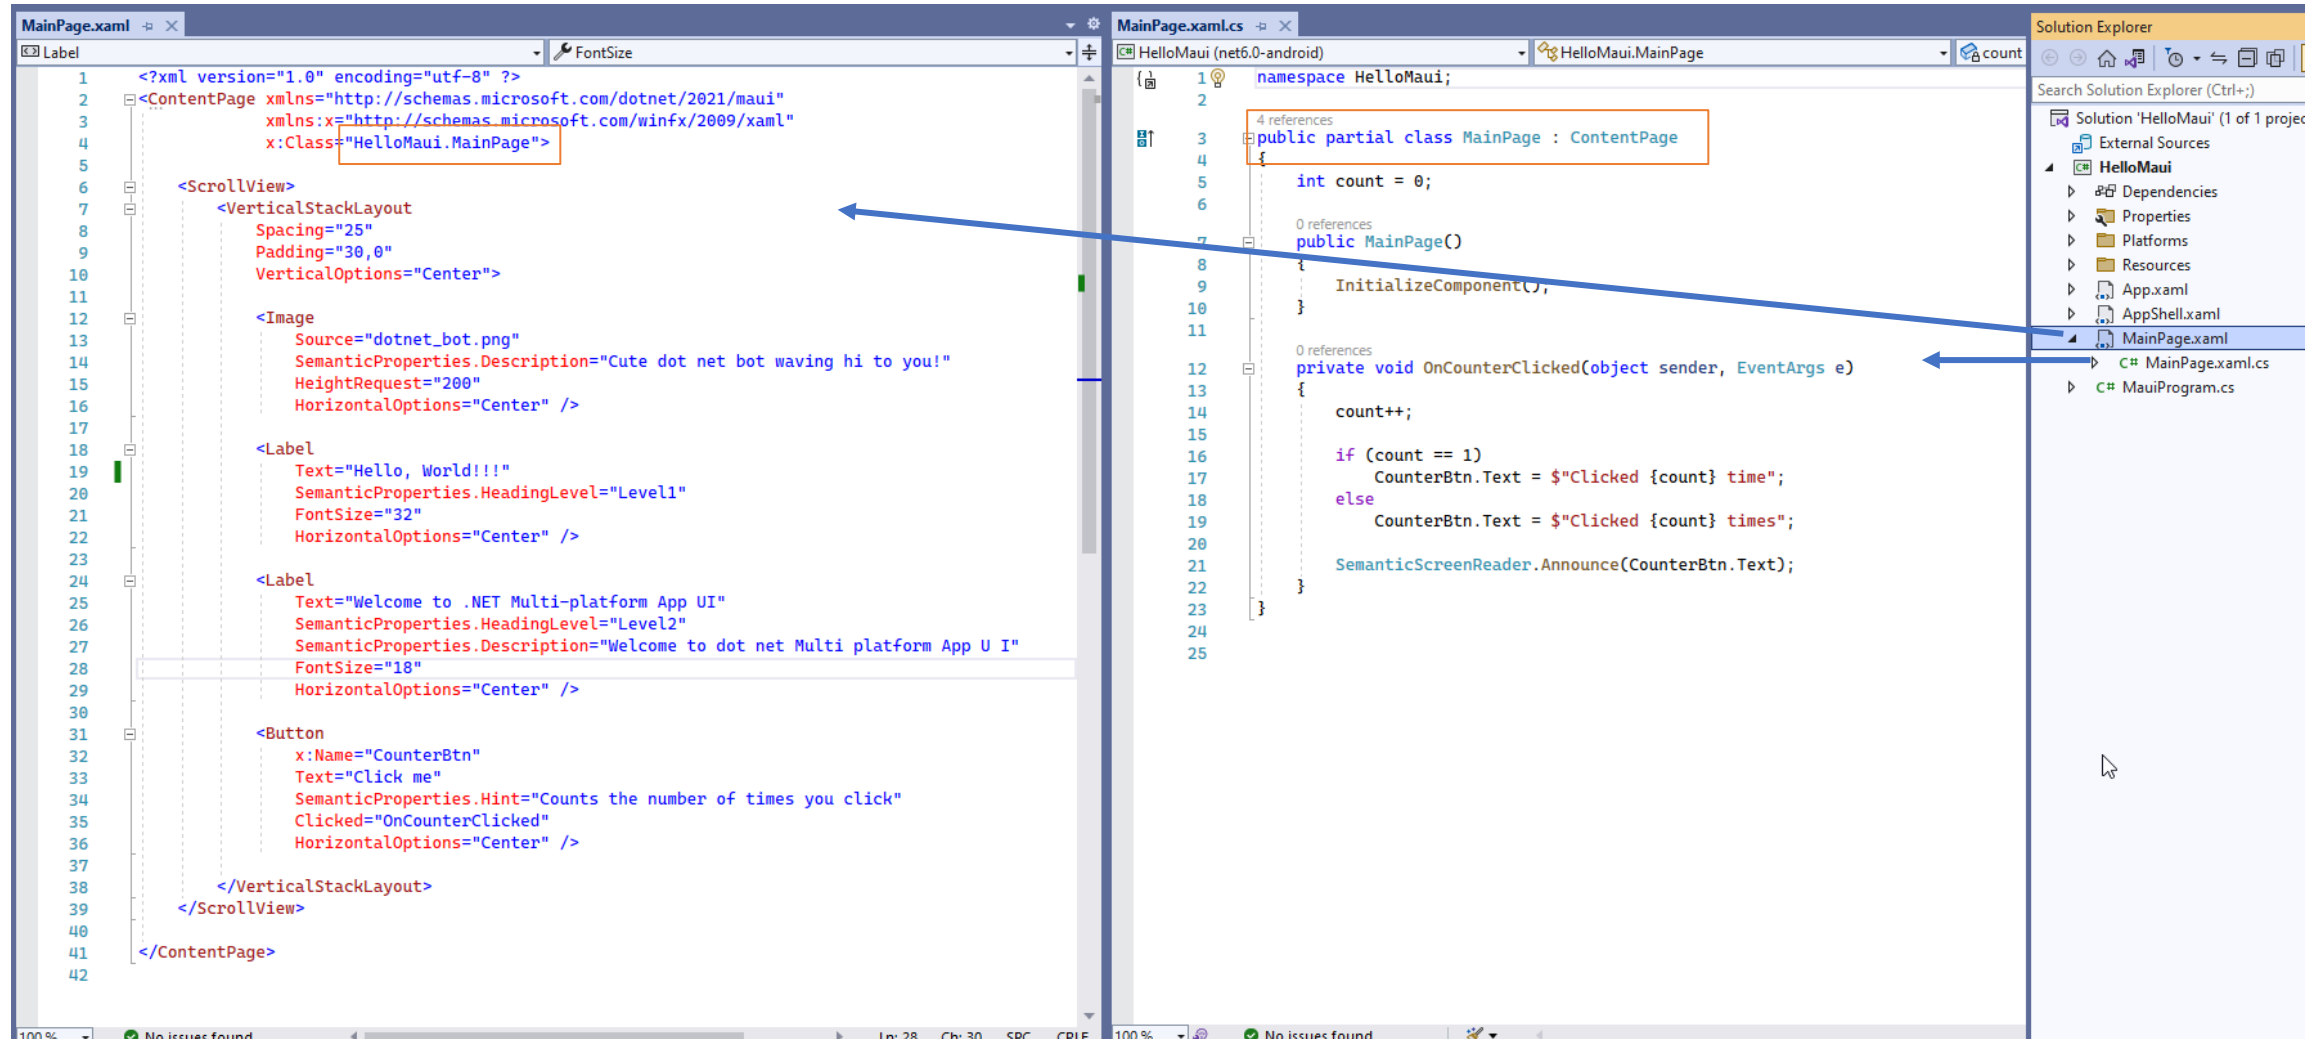 MainPage.xaml
Label
FontSize
1 <?xml version="1.0" encoding="utf-8" ?>
2 <ContentPage xmlns="http://schemas.microsoft.com/dotnet/2021/maui"
3 xmlns:x="http://schemas.microsoft.com/winfx/2009/xaml"
4 x:Class="HelloMaui.MainPage">
5
6 <ScrollView>
7 <VerticalStackLayout
8 Spacing="25"
9 Padding="30,0"
10 VerticalOptions="Center">
11
12 <Image
13 Source="dotnet_bot.png"
14 SemanticProperties.Description="Cute dot net bot waving hi to you!"
15 HeightRequest="200"
16 HorizontalOptions="Center" />
17
18 <Label
19 Text="Hello, World!!!"
20 SemanticProperties.HeadingLevel="Level1"
21 FontSize="32"
22 HorizontalOptions="Center" />
23
24 <Label
25 Text="Welcome to .NET Multi-platform App UI"
26 SemanticProperties.HeadingLevel="Level2"
27 SemanticProperties.Description="Welcome to dot net Multi platform App U I"
28 FontSize="18"
29 HorizontalOptions="Center" />
30
31 <Button
32 x:Name="CounterBtn"
33 Text="Click me"
34 SemanticProperties.Hint="Counts the number of times you click"
35 Clicked="OnCounterClicked"
36 HorizontalOptions="Center" />
37
38 </VerticalStackLayout>
39 </ScrollView>
40
41 </ContentPage>
42
100 %
No issues found
Ln: 28 Ch: 30 SPC CRLF
MainPage.xaml.cs
C# HelloMaui (net6.0-android)
HelloMaui.MainPage
count
1 namespace HelloMaui;
2
4 references
3 public partial class MainPage : ContentPage
4 {
5 int count = 0;
6
0 references
7 public MainPage()
8 {
9 InitializeComponent();
10 }
11
0 references
12 private void OnCounterClicked(object sender, EventArgs e)
13 {
14 count++;
15
16 if (count == 1)
17 CounterBtn.Text = $"Clicked {count} time";
18 else
19 CounterBtn.Text = $"Clicked {count} times";
20
21 SemanticScreenReader.Announce(CounterBtn.Text);
22 }
23 }
24
25
100 %
No issues found
Solution Explorer
Search Solution Explorer (Ctrl+;)
Solution 'HelloMaui' (1 of 1 projec
External Sources
C# HelloMaui
Dependencies
Properties
Platforms
Resources
App.xaml
AppShell.xaml
MainPage.xaml
C# MainPage.xaml.cs
C# MauiProgram.cs